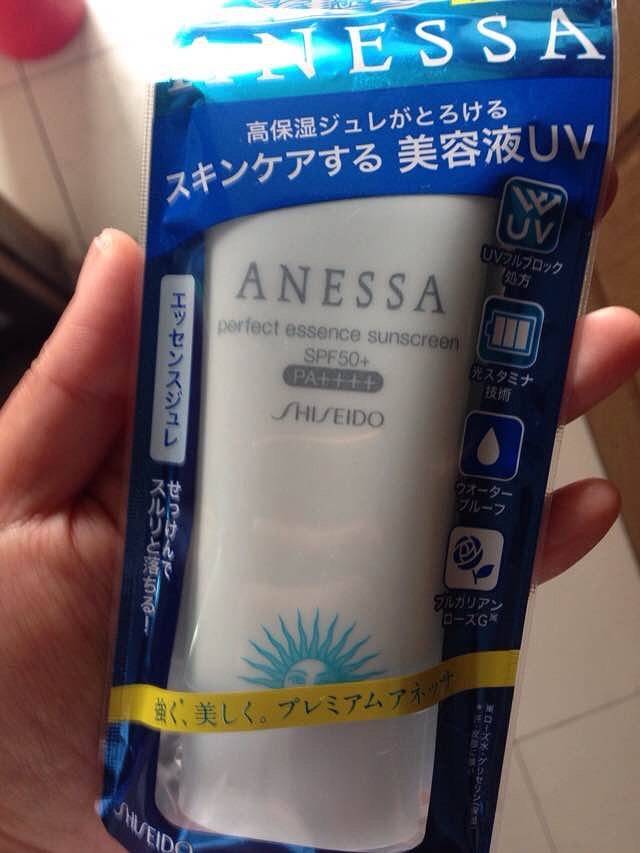 ANESSA
高保湿ジュレがとろける
スキンケアする 美容液UV
UV
UVフルブロック
処方
ANESSA
perfect essence sunscreen
SPF50+
PA++++
SHISEIDO
エッセンスジュレ
光スタミナ
技術
ウォーター
プルーフ
せっけんで
スルリと落ちる!
ブルガリアン
ローズG※
強く、美しく。プレミアムアネッサ
SHISEIDO